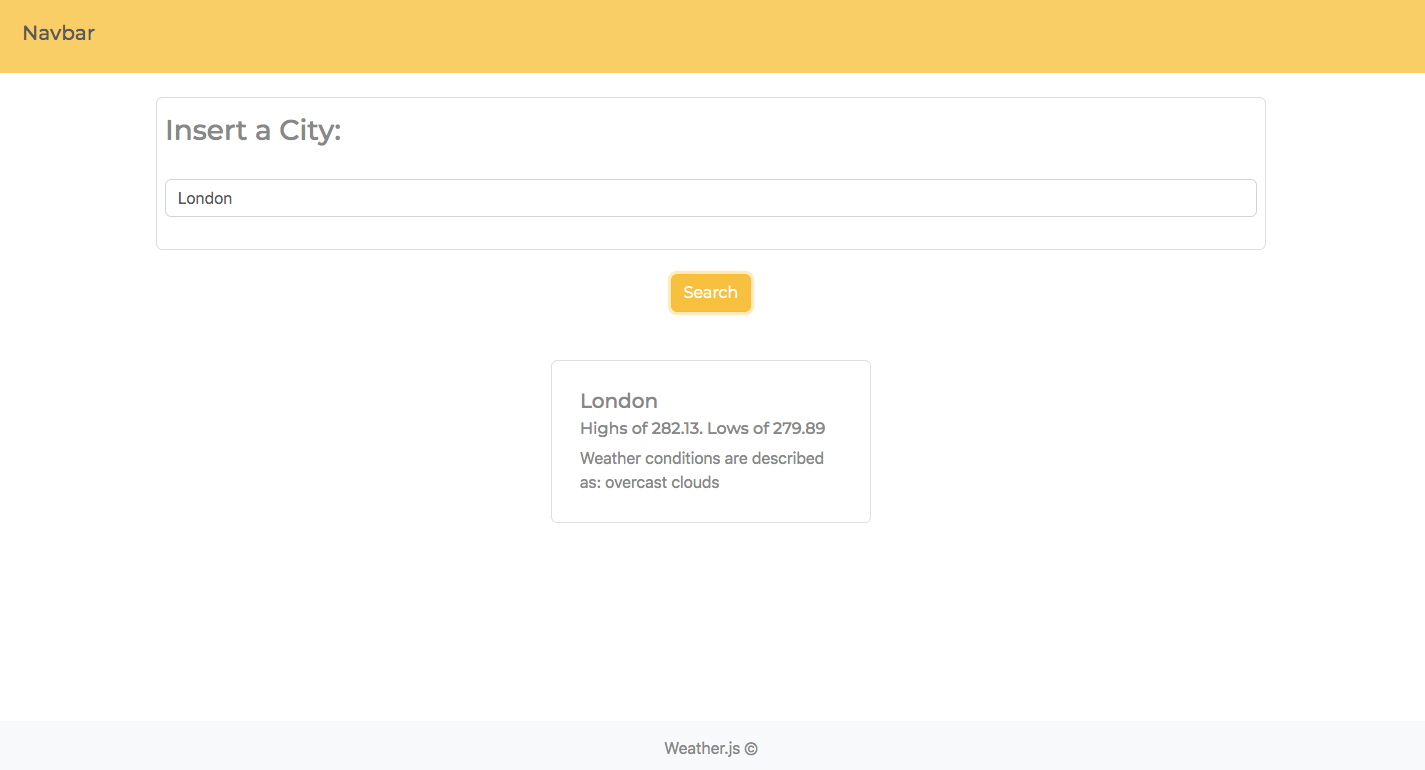 Navbar
Insert a City:
London
Search
London
Highs of 282.13. Lows of 279.89
Weather conditions are described
as: overcast clouds
Weather.js ©